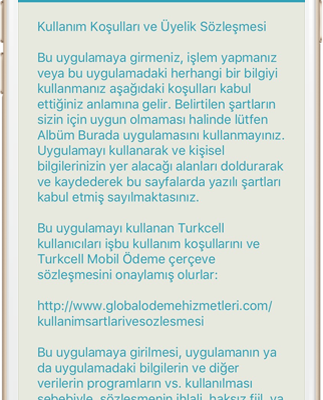 Kullanım Koşulları ve Üyelik Sözleşmesi
Bu uygulamaya girmeniz, işlem yapmanız
veya bu uygulamadaki herhangi bir bilgiyi
kullanmanız aşağıdaki koşulları kabul
ettiğiniz anlamına gelir. Belirtilen şartların
sizin için uygun olmaması halinde lütfen
Albüm Burada uygulamasını kullanmayınız.
Uygulamayı kullanarak ve kişisel
bilgilerinizin yer alacağı alanları doldurarak
ve kaydederek bu sayfalarda yazılı şartları
kabul etmiş sayılmaktasınız.
Bu uygulamayı kullanan Turkcell
kullanıcıları işbu kullanım koşullarını ve
Turkcell Mobil Ödeme çerçeve
sözleşmesini onaylamış olurlar:
http://www.globalodemehizmetleri.com/
kullanimsartlarivesozlesmesi
Bu uygulamaya girilmesi, uygulamanın ya
da uygulamadaki bilgilerin ve diğer
verilerin programların vs. kullanılması
sebebiyle, sözleşmenin ihlali, haksız fiil, ya